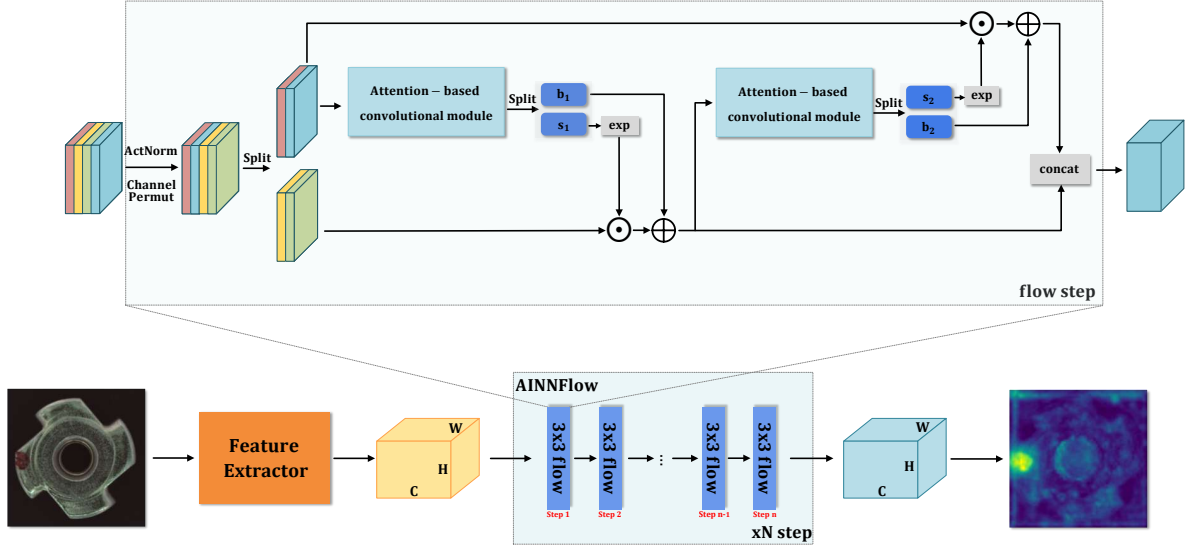 Attention – based
convolutional module
Split
b1
s1
exp
Attention – based
convolutional module
Split
s2
b2
exp
ActNorm
Channel
Permut
Split
concat
flow step
AINNFlow
Feature
Extractor
W
H
C
3x3 flow
3x3 flow
...
3x3 flow
3x3 flow
Step 1
Step 2
Step n-1
Step n
xN step
W
H
C